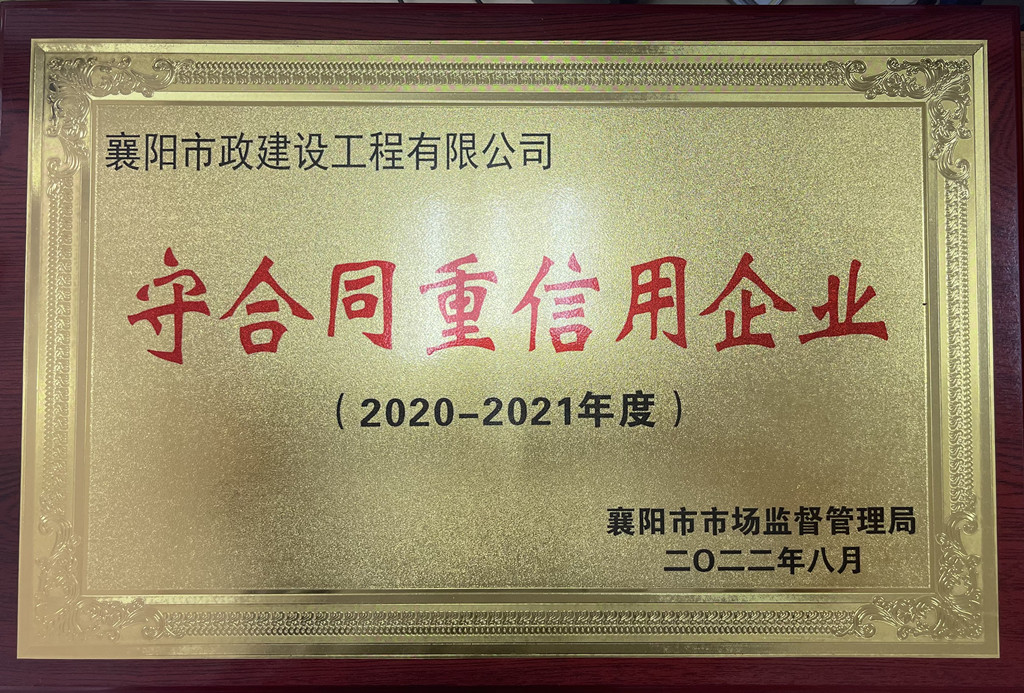 襄阳市政建设工程有限公司
守合同重信用企业
（2020-2021年度）
襄阳市市场监督管理局
二〇二二年八月